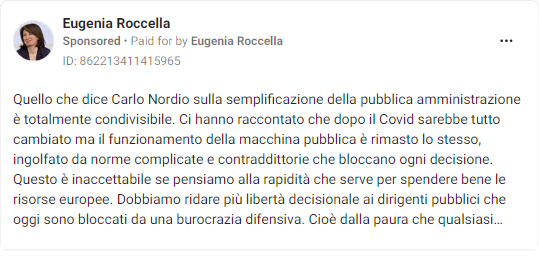 Eugenia Roccella
Sponsored • Paid for by Eugenia Roccella
ID: 862213411415965
Quello che dice Carlo Nordio sulla semplificazione della pubblica amministrazione
è totalmente condivisibile. Ci hanno raccontato che dopo il Covid sarebbe tutto
cambiato ma il funzionamento della macchina pubblica è rimasto lo stesso,
ingolfato da norme complicate e contraddittorie che bloccano ogni decisione.
Questo è inaccettabile se pensiamo alla rapidità che serve per spendere bene le
risorse europee. Dobbiamo ridare più libertà decisionale ai dirigenti pubblici che
oggi sono bloccati da una burocrazia difensiva. Cioè dalla paura che qualsiasi...